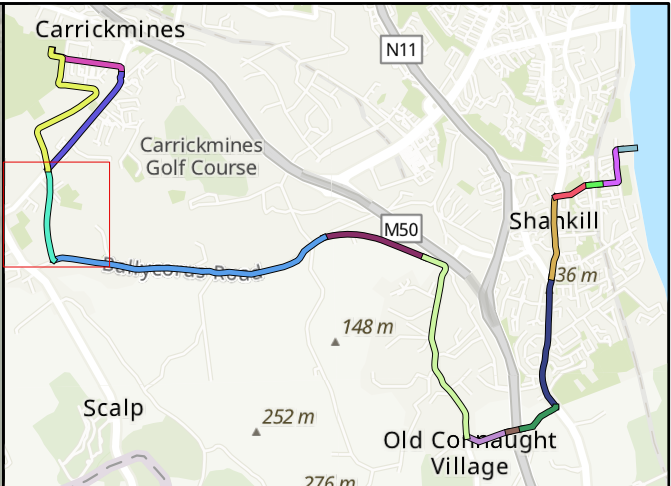 Carrickmines
N11
Carrickmines
Golf Course
Shankill
M50
Ballycorus Road
36 m
148 m
Scalp
252 m
Old Connaught
Village
276 m